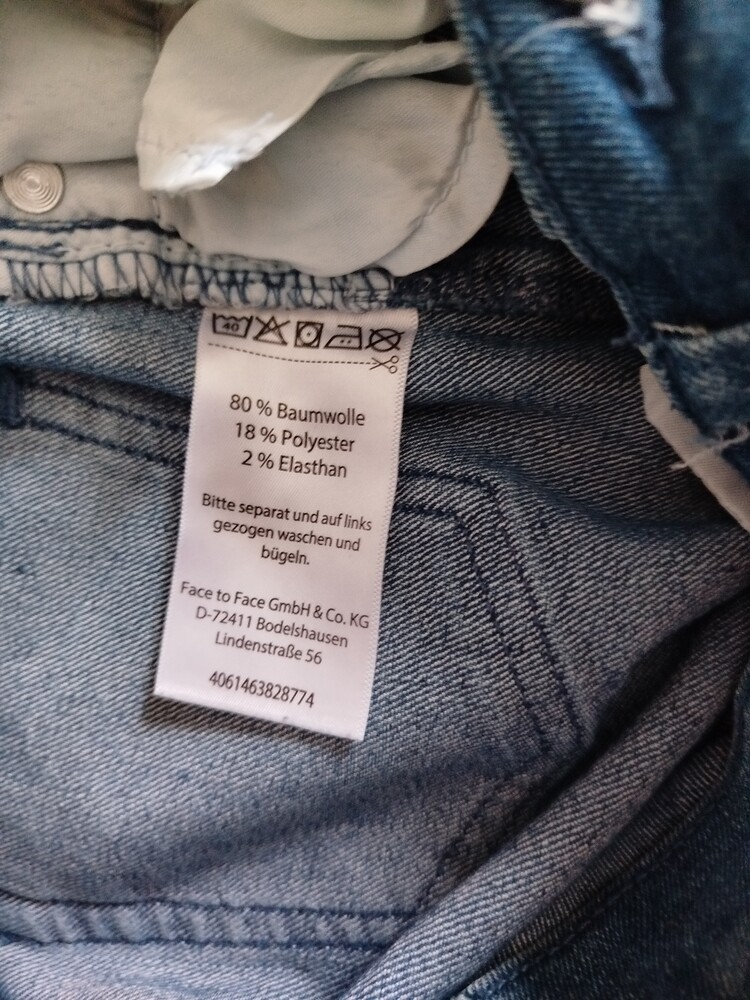 40
80 % Baumwolle
18 % Polyester
2 % Elasthan
Bitte separat und auf links
gezogen waschen und
bügeln.
Face to Face GmbH & Co. KG
D-72411 Bodelshausen
Lindenstraße 56
4061463828774